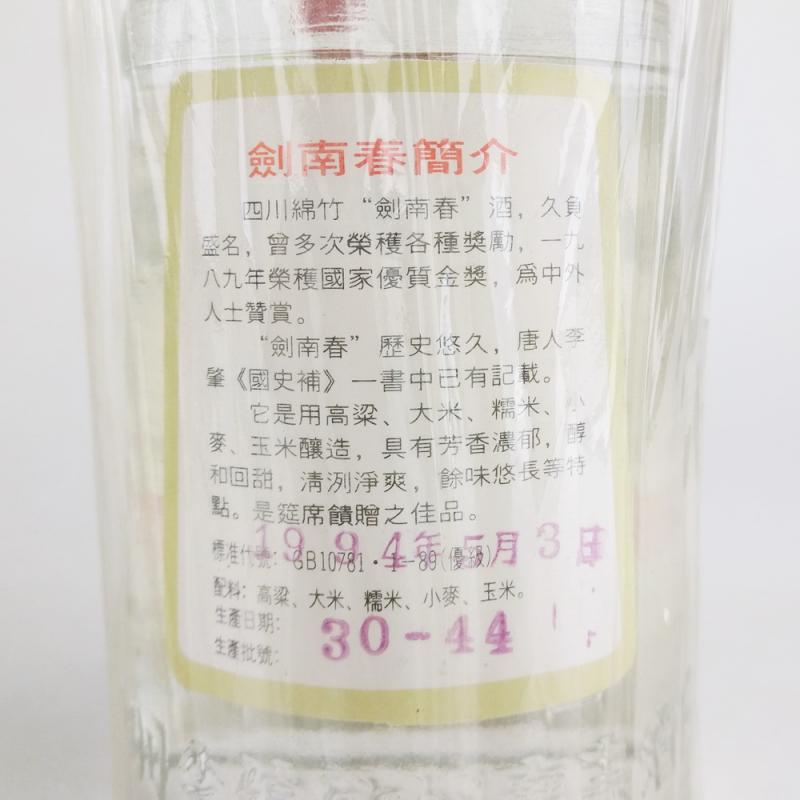 劍南春簡介
四川綿竹“劍南春”酒，久負
盛名，曾多次榮穫各種獎勵，一九
八九年榮穫國家優質金獎，爲中外
人士贊賞。
“劍南春”歷史悠久，唐人李
肇《國史補》一書中已有記載。
它是用高粱、大米、糯米、小
麥、玉米釀造，具有芳香濃郁，醇
和回甜，清洌淨爽，餘味悠長等特
點。是筵席饋贈之佳品。
1994年5月3日
標准代號：GB10781·1-89(優級)
配料：高粱、大米、糯米、小麥、玉米。
生產日期：
30-44
生產批號：